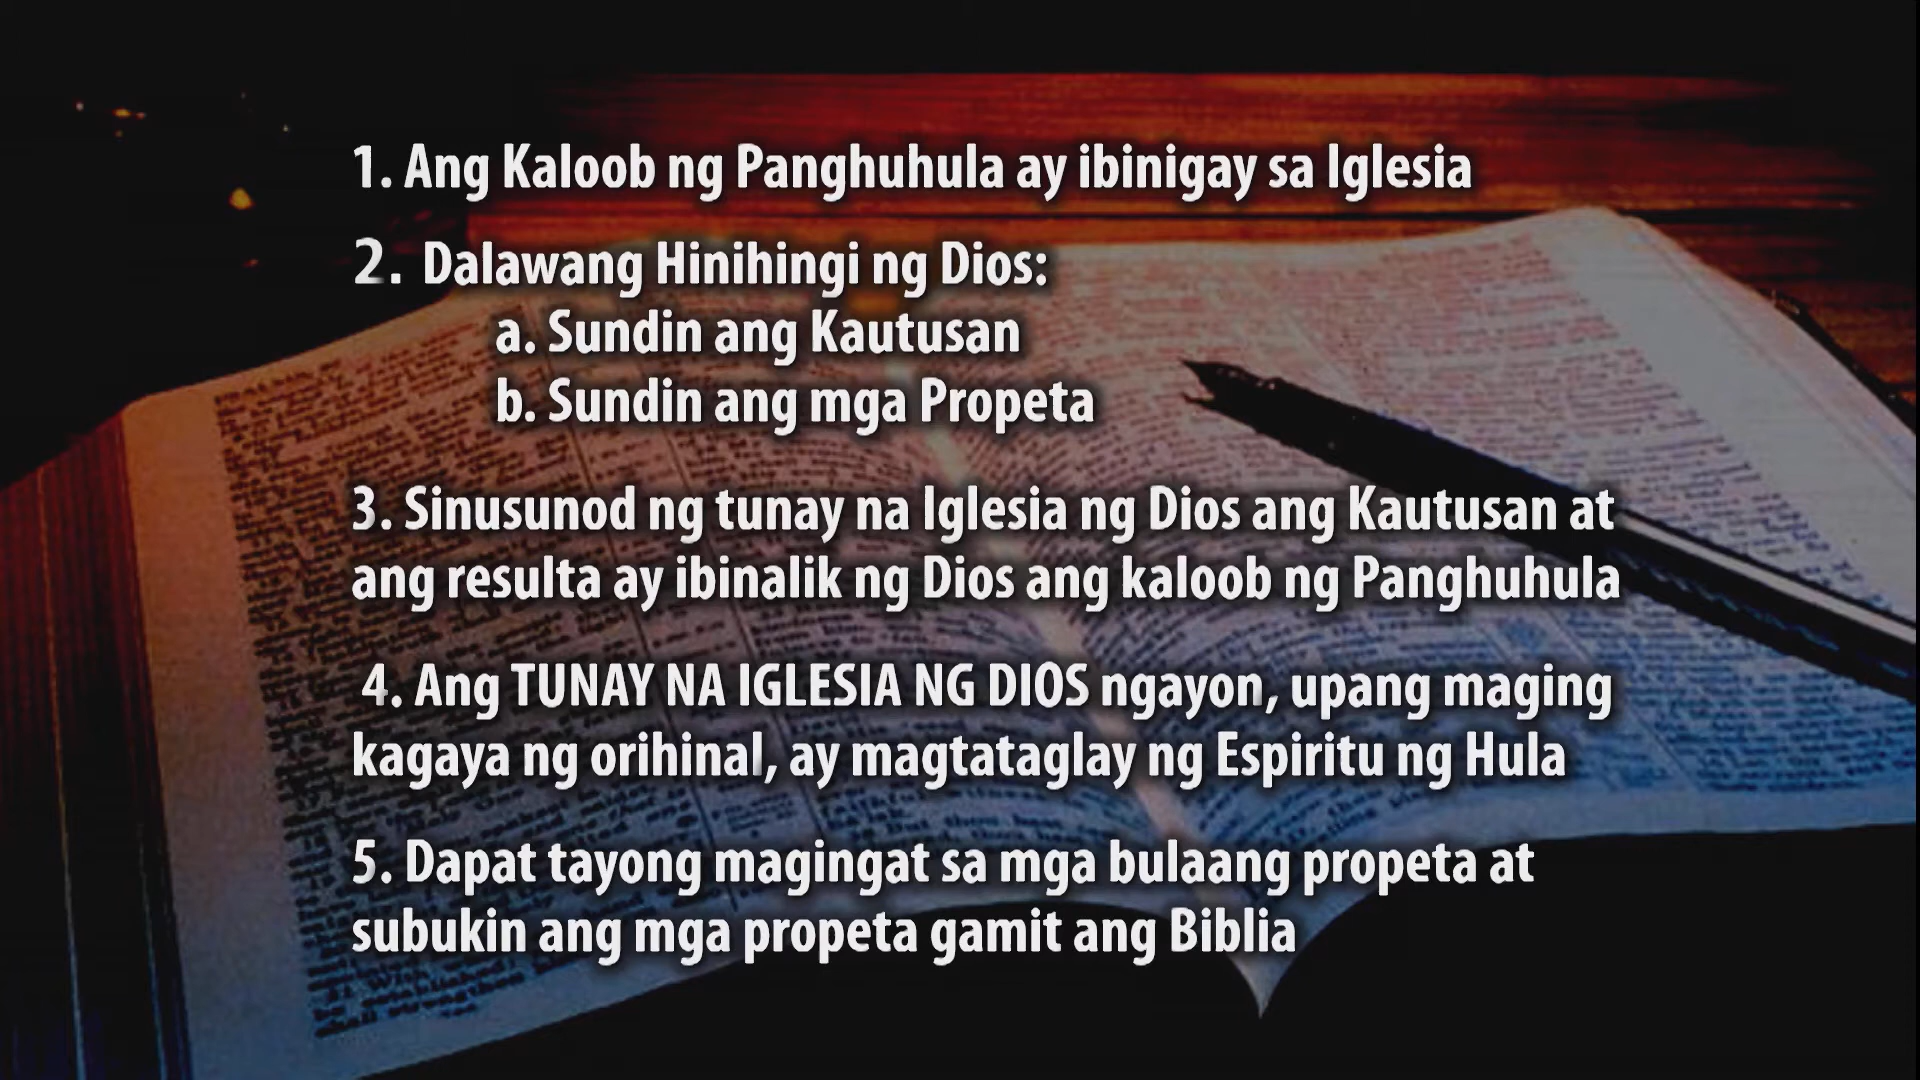 1. Ang Kaloob ng Panghuhula ay ibinigay sa Iglesia
2. Dalawang Hinihingi ng Dios:
a. Sundin ang Kautusan
b. Sundin ang mga Propeta
3. Sinusunod ng tunay na Iglesia ng Dios ang Kautusan at
ang resulta ay ibinalik ng Dios ang kaloob ng Panghuhula
4. Ang TUNAY NA IGLESIA NG DIOS ngayon, upang maging
kagaya ng orihinal, ay magtataglay ng Espiritu ng Hula
5. Dapat tayong magingat sa mga bulaang propeta at
subukin ang mga propeta gamit ang Biblia